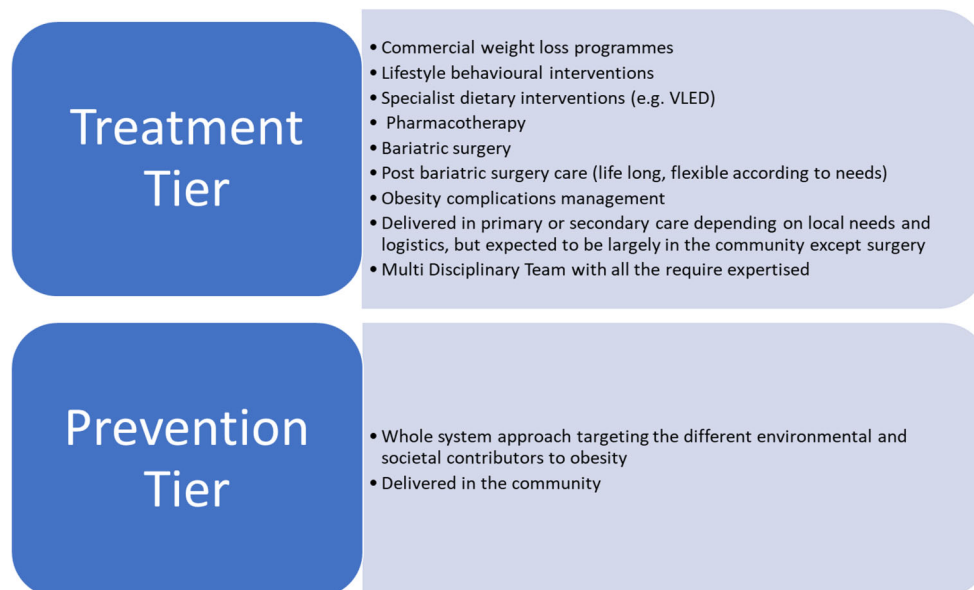 Treatment
Tier
• Commercial weight loss programmes
• Lifestyle behavioural interventions
• Specialist dietary interventions (e.g. VLED)
• Pharmacotherapy
• Bariatric surgery
• Post bariatric surgery care (life long, flexible according to needs)
• Obesity complications management
• Delivered in primary or secondary care depending on local needs and
logistics, but expected to be largely in the community except surgery
• Multi Disciplinary Team with all the require expertised
Prevention
Tier
• Whole system approach targeting the different environmental and
societal contributors to obesity
• Delivered in the community